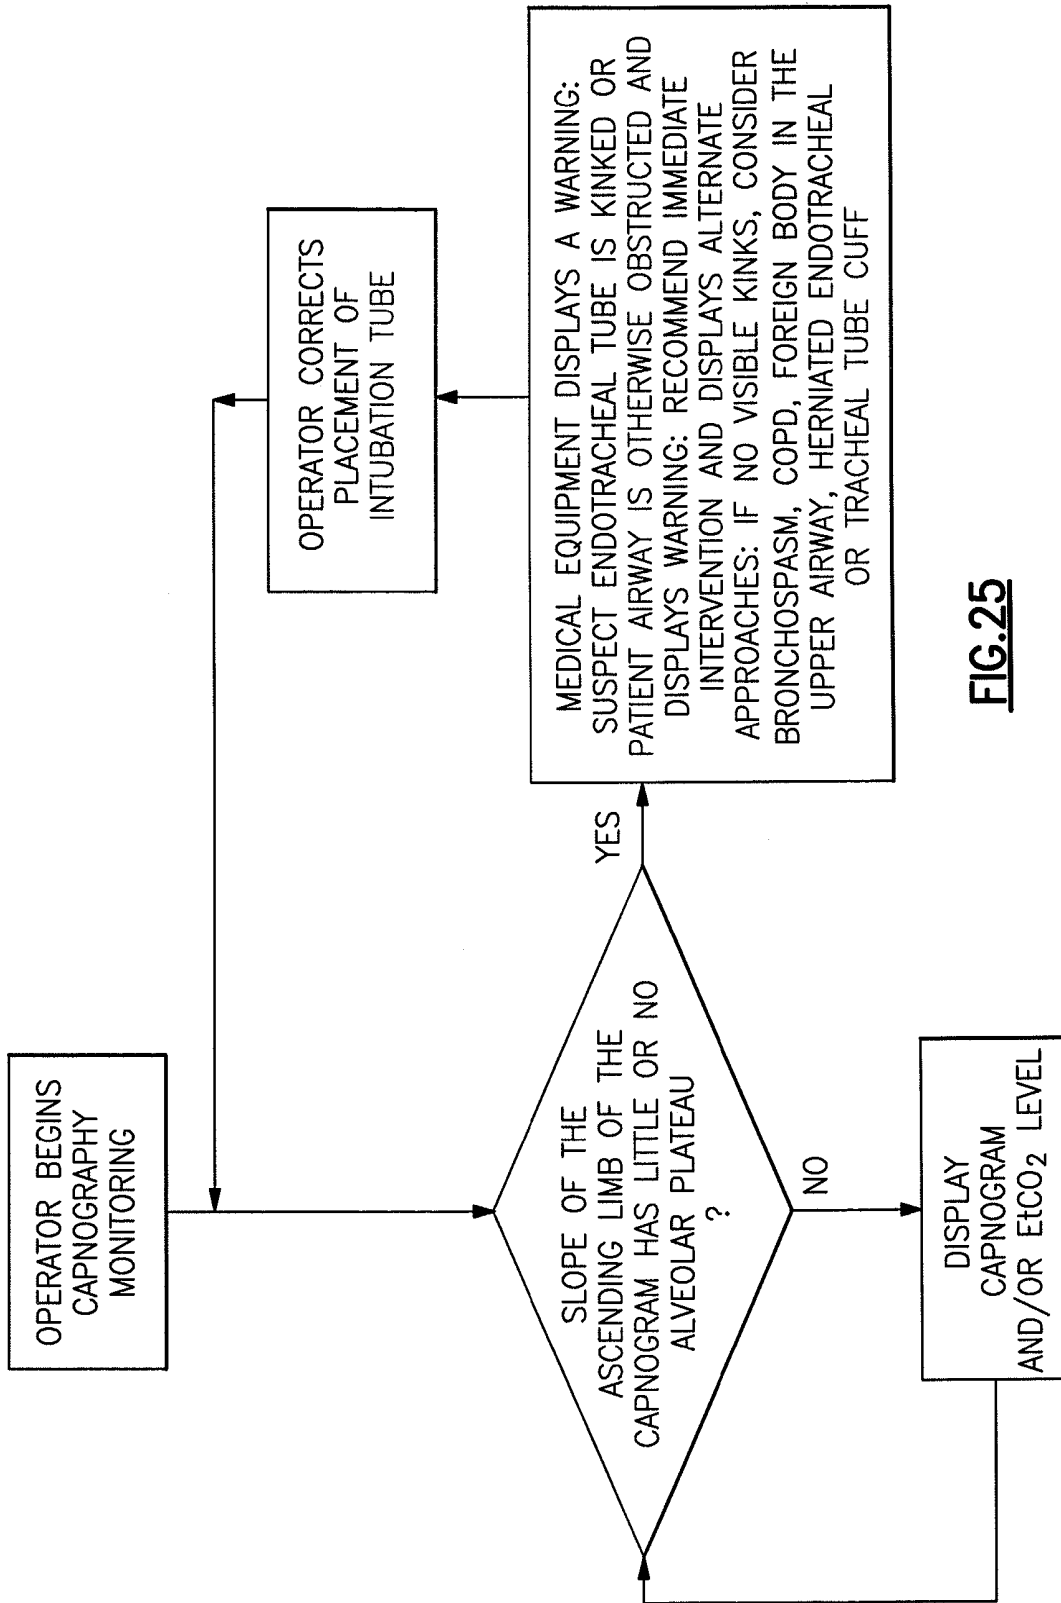 OPERATOR BEGINS
CAPNOGRAPHY
MONITORING
SLOPE OF THE
ASCENDING LIMB OF THE
CAPNOGRAM HAS LITTLE OR NO
ALVEOLAR PLATEAU
?
YES
NO
DISPLAY
CAPNOGRAM
AND/OR EtCO₂ LEVEL
MEDICAL EQUIPMENT DISPLAYS A WARNING:
SUSPECT ENDOTRACHEAL TUBE IS KINKED OR
PATIENT AIRWAY IS OTHERWISE OBSTRUCTED AND
DISPLAYS WARNING: RECOMMEND IMMEDIATE
INTERVENTION AND DISPLAYS ALTERNATE
APPROACHES: IF NO VISIBLE KINKS, CONSIDER
BRONCHOSPASM, COPD, FOREIGN BODY IN THE
UPPER AIRWAY, HERNIATED ENDOTRACHEAL
OR TRACHEAL TUBE CUFF
OPERATOR CORRECTS
PLACEMENT OF
INTUBATION TUBE
FIG.25